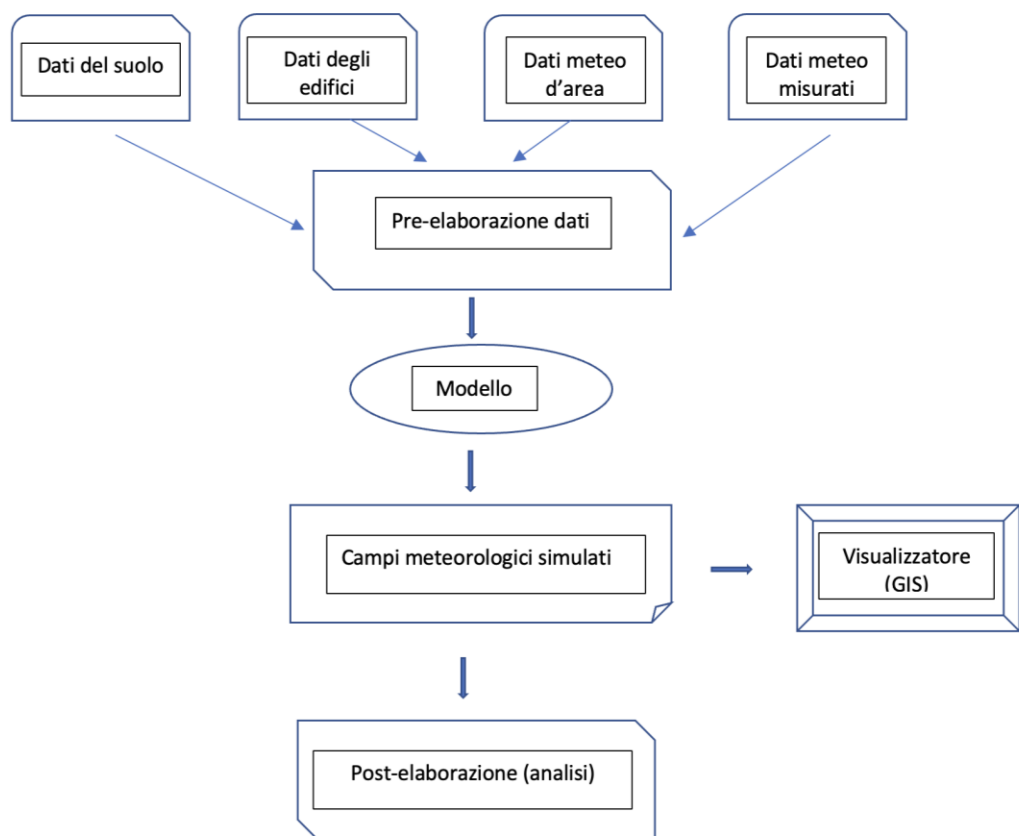 Dati del suolo
Dati degli
edifici
Dati meteo
d’area
Dati meteo
misurati
Pre-elaborazione dati
Modello
Campi meteorologici simulati
Visualizzatore
(GIS)
Post-elaborazione (analisi)